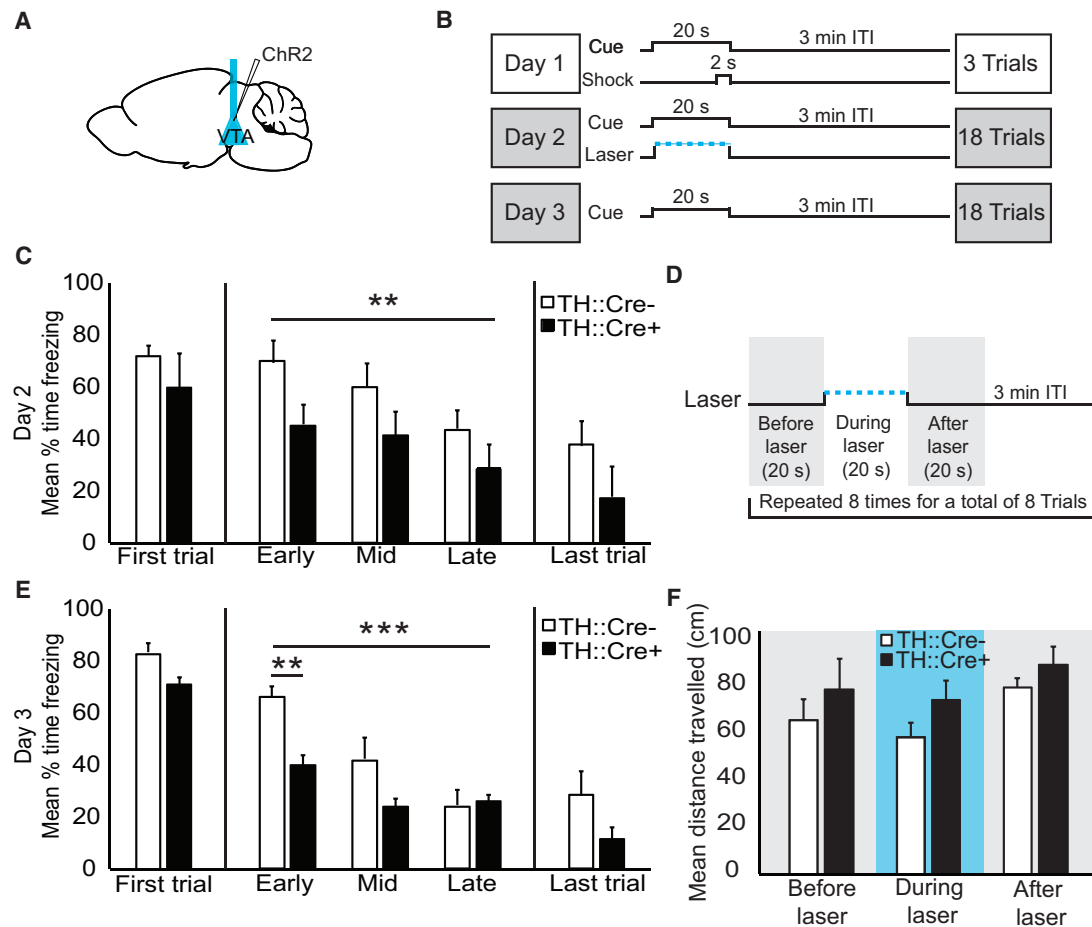 A
ChR2
VTA
B
Day 1
Cue
20 s
3 min ITI
Shock
2 s
3 Trials
Day 2
Cue
20 s
3 min ITI
Laser
18 Trials
Day 3
Cue
20 s
3 min ITI
18 Trials
C
Day 2
Mean % time freezing
100
80
60
40
20
0
**
TH::Cre-
TH::Cre+
First trial
Early
Mid
Late
Last trial
D
Laser
3 min ITI
Before laser (20 s)
During laser (20 s)
After laser (20 s)
Repeated 8 times for a total of 8 Trials
E
Day 3
Mean % time freezing
100
80
60
40
20
0
***
**
TH::Cre-
TH::Cre+
First trial
Early
Mid
Late
Last trial
F
Mean distance travelled (cm)
100
80
60
40
20
0
TH::Cre-
TH::Cre+
Before laser
During laser
After laser